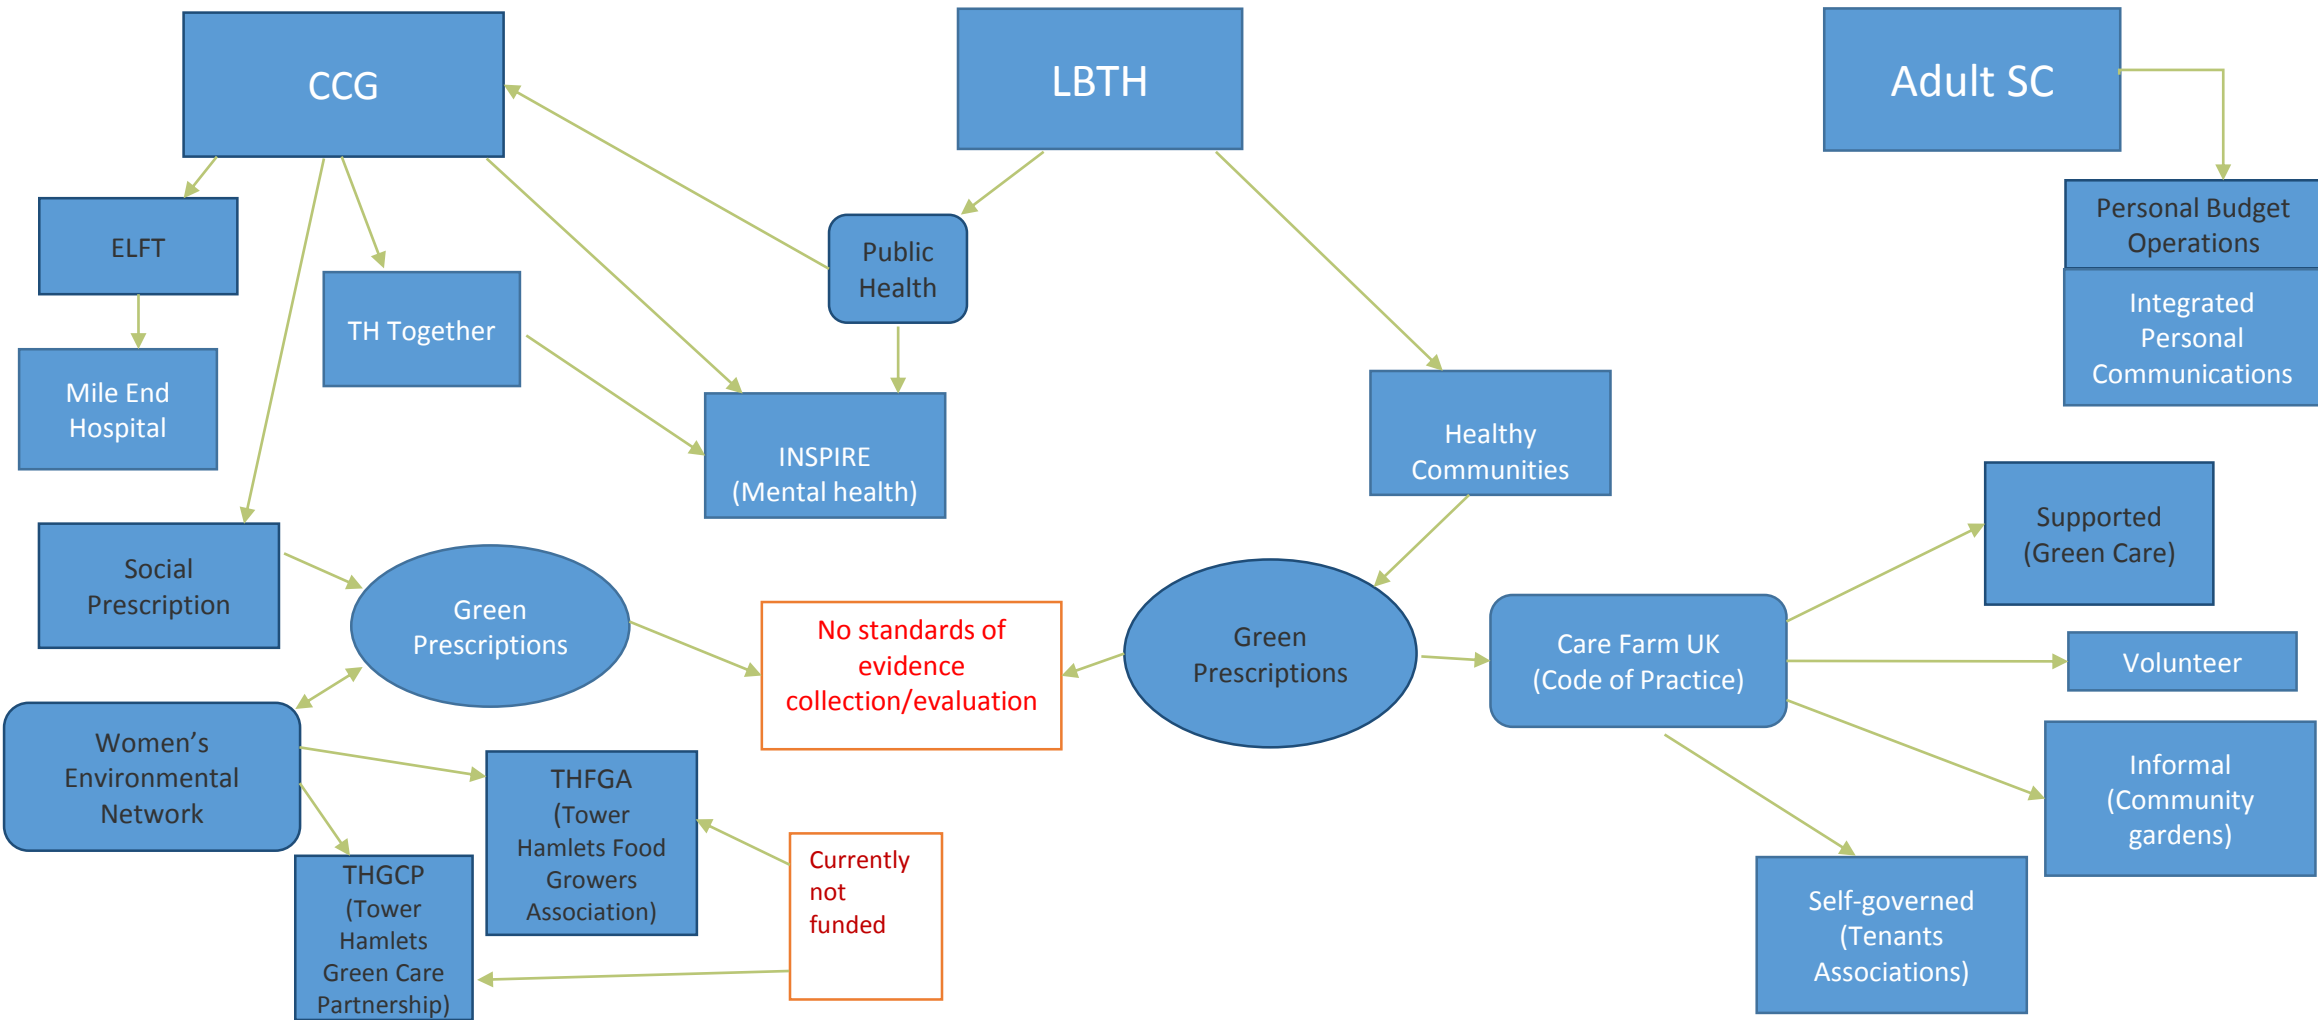 CCG
LBTH
Adult SC
ELFT
Public
Health
Personal Budget
Operations
TH Together
Integrated
Personal
Communications
Mile End
Hospital
INSPIRE
(Mental health)
Healthy
Communities
Social
Prescription
Green
Prescriptions
No standards of
evidence
collection/evaluation
Green
Prescriptions
Care Farm UK
(Code of Practice)
Supported
(Green Care)
Volunteer
Women’s
Environmental
Network
THFGA
(Tower
Hamlets Food
Growers
Association)
Currently
not
funded
Informal
(Community
gardens)
THGCP
(Tower
Hamlets
Green Care
Partnership)
Self-governed
(Tenants
Associations)